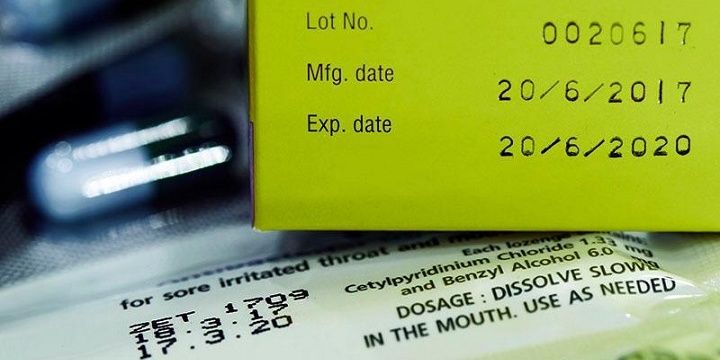 Lot No. 0020617
Mfg. date 20/6/2017
Exp. date 20/6/2020
for sore irritated throat and
Each lozenge
Cetylpyridinium Chloride 1.33 mg
and Benzyl Alcohol 6.0
DOSAGE : DISSOLVE SLOWLY
IN THE MOUTH. USE AS NEEDED
ZET 1709
18.3.17
17.3.20